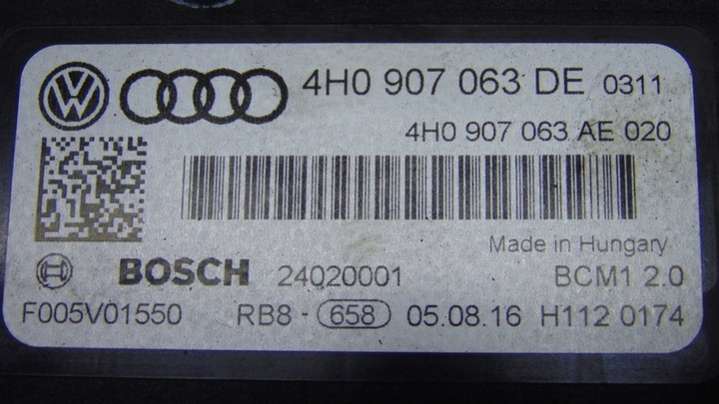 4H0 907 063 DE 0311
4H0 907 063 AE 020
Made in Hungary
BOSCH 24020001 BCM1 2.0
F005V01550 RB8 - 658 05.08.16 H112 0174